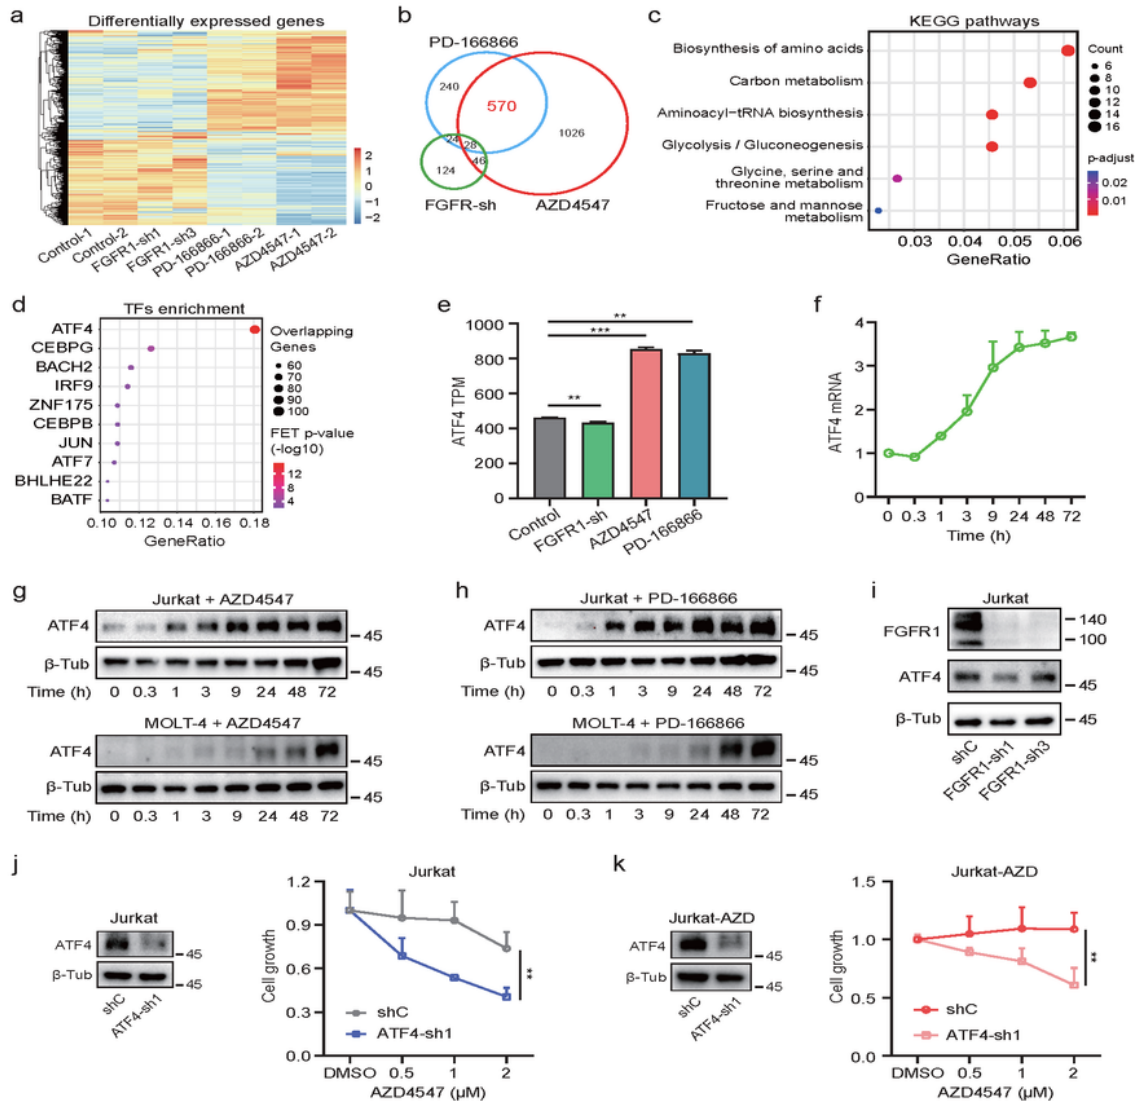 a
Differentially expressed genes
2
1
0
−1
−2
Control-1
Control-2
FGFR1-sh1
FGFR1-sh3
PD-166866-1
PD-166866-2
AZD4547-1
AZD4547-2
b
PD-166866
240
570
1026
24
28
46
124
FGFR-sh
AZD4547
c
KEGG pathways
Biosynthesis of amino acids
Carbon metabolism
Aminoacyl−tRNA biosynthesis
Glycolysis / Gluconeogenesis
Glycine, serine and
threonine metabolism
Fructose and mannose
metabolism
0.03 0.04 0.05 0.06
GeneRatio
Count
6
8
10
12
14
16
p-adjust
0.02
0.01
d
TFs enrichment
ATF4
CEBPG
BACH2
IRF9
ZNF175
CEBPB
JUN
ATF7
BHLHE22
BATF
0.10 0.12 0.14 0.16 0.18
GeneRatio
Overlapping
Genes
60
70
80
90
100
FET p-value
(-log10)
12
8
4
e
ATF4 TPM
1000
800
600
400
200
0
**
***
**
Control
FGFR1-sh
AZD4547
PD-166866
f
ATF4 mRNA
4
3
2
1
0
0 0.3 1 3 9 24 48 72
Time (h)
g
Jurkat + AZD4547
ATF4
45
β-Tub
45
Time (h) 0 0.3 1 3 9 24 48 72
MOLT-4 + AZD4547
ATF4
45
β-Tub
45
Time (h) 0 0.3 1 3 9 24 48 72
h
Jurkat + PD-166866
ATF4
45
β-Tub
45
Time (h) 0 0.3 1 3 9 24 48 72
MOLT-4 + PD-166866
ATF4
45
β-Tub
45
Time (h) 0 0.3 1 3 9 24 48 72
i
Jurkat
FGFR1
140
100
ATF4
45
β-Tub
45
shC
FGFR1-sh1
FGFR1-sh3
j
Jurkat
ATF4
45
β-Tub
45
shC
ATF4-sh1
Jurkat
Cell growth
1.2
0.9
0.6
0.3
0.0
**
shC
ATF4-sh1
DMSO 0.5 1 2
AZD4547 (µM)
k
Jurkat-AZD
ATF4
45
β-Tub
45
shC
ATF4-sh1
Jurkat-AZD
Cell growth
1.5
1.0
0.5
0.0
**
shC
ATF4-sh1
DMSO 0.5 1 2
AZD4547 (µM)